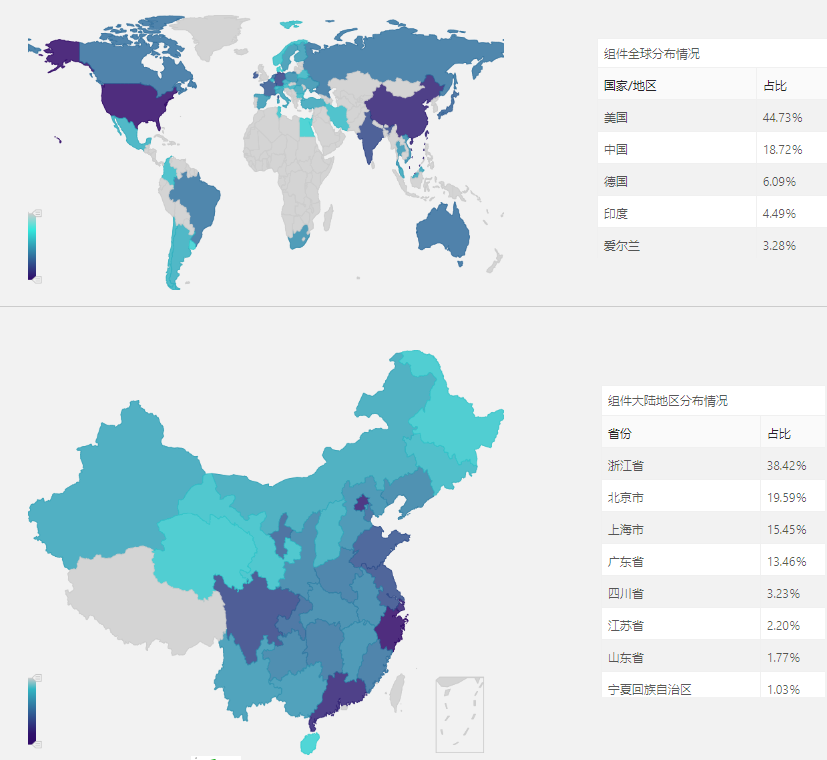 组件全球分布情况
国家/地区 占比
美国 44.73%
中国 18.72%
德国 6.09%
印度 4.49%
爱尔兰 3.28%
组件大陆地区分布情况
省份 占比
浙江省 38.42%
北京市 19.59%
上海市 15.45%
广东省 13.46%
四川省 3.23%
江苏省 2.20%
山东省 1.77%
宁夏回族自治区 1.03%